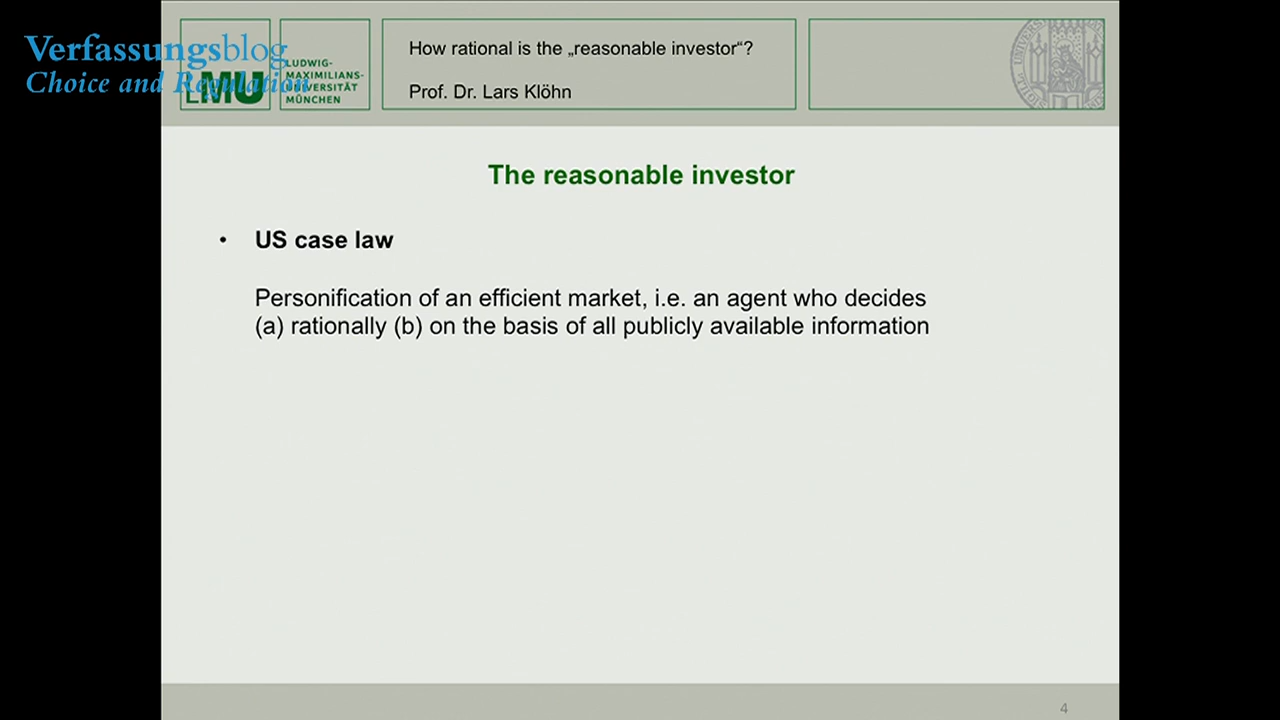 Verfassungsblog
Choice and Regulation
LMU
LUDWIG-
MAXIMILIANS-
UNIVERSITÄT
MÜNCHEN
How rational is the „reasonable investor“?
Prof. Dr. Lars Klöhn
The reasonable investor
• US case law
Personification of an efficient market, i.e. an agent who decides
(a) rationally (b) on the basis of all publicly available information
4